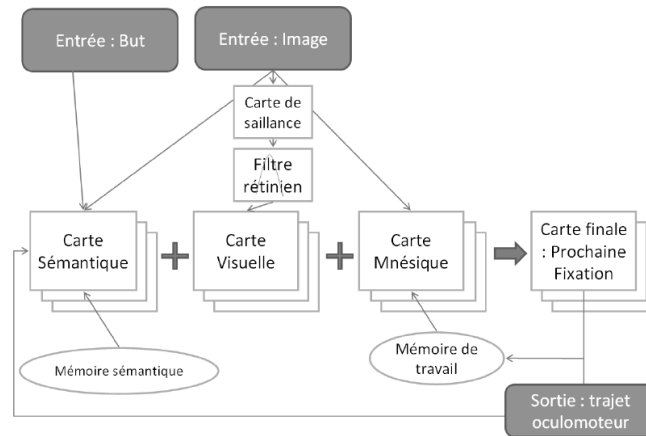 Entrée : But
Entrée : Image
Carte de
saillance
Filtre
rétinien
Carte
Sémantique
+
Carte
Visuelle
+
Carte
Mnésique
Carte finale
: Prochaine
Fixation
Mémoire sémantique
Mémoire de
travail
Sortie : trajet
oculomoteur